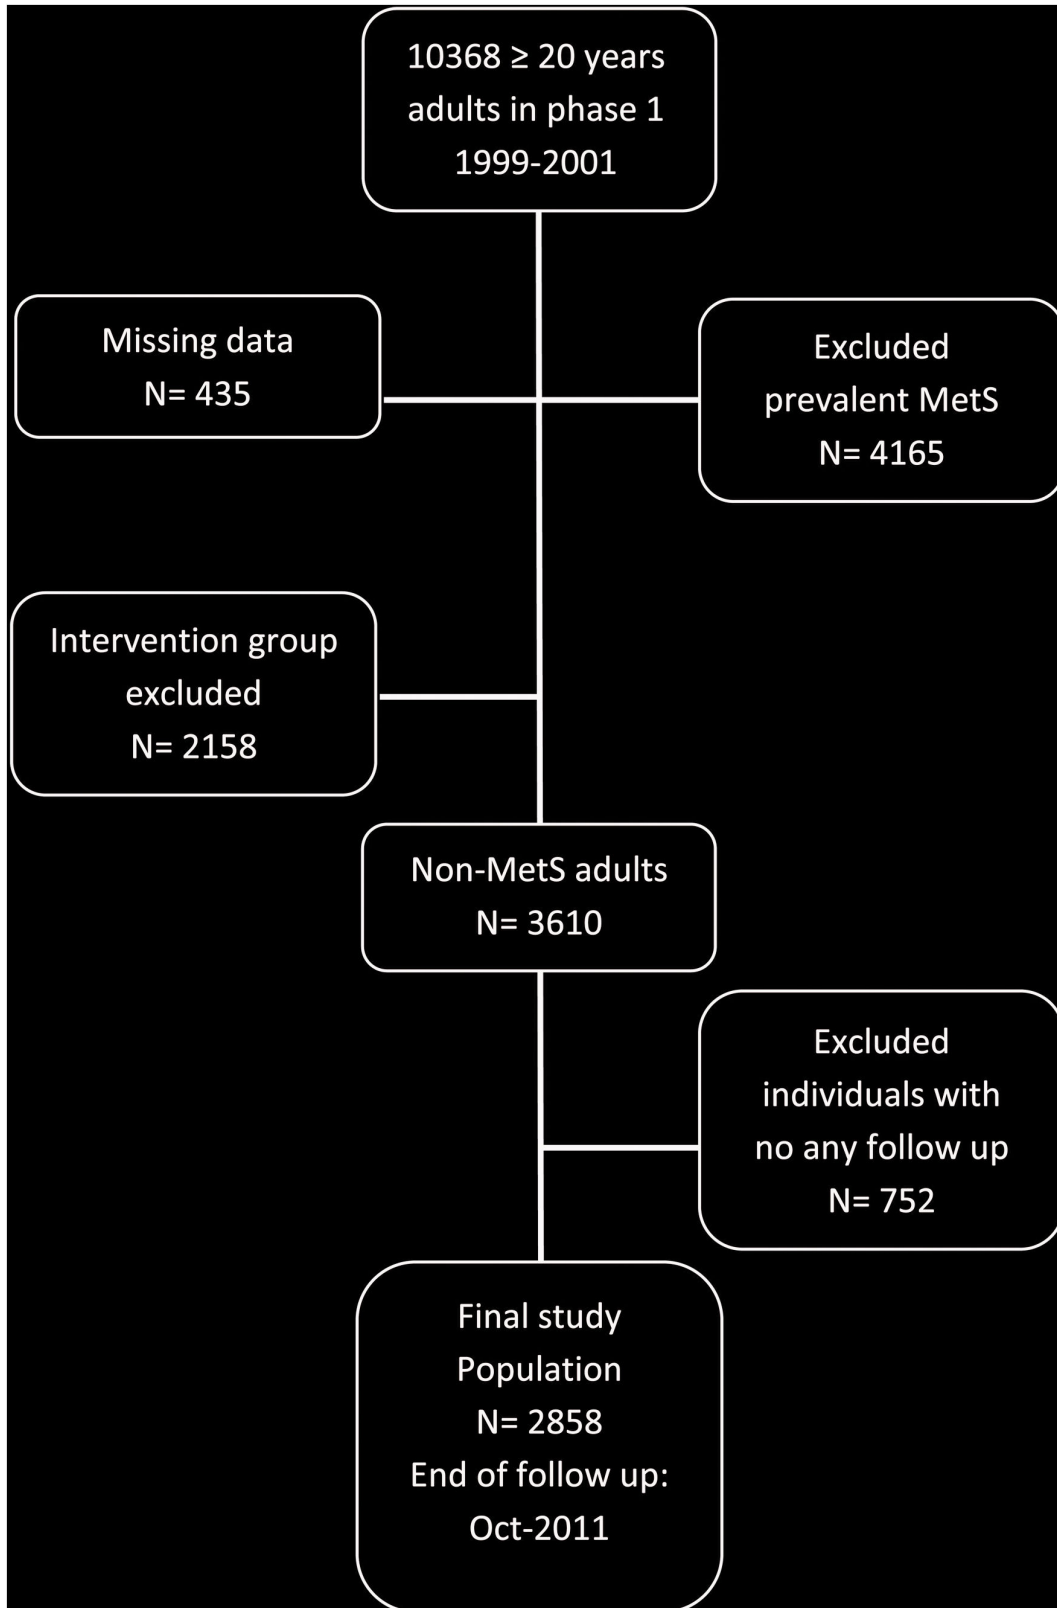 10368 ≥ 20 years
adults in phase 1
1999-2001
Missing data
N= 435
Excluded
prevalent MetS
N= 4165
Intervention group
excluded
N= 2158
Non-MetS adults
N= 3610
Excluded
individuals with
no any follow up
N= 752
Final study
Population
N= 2858
End of follow up:
Oct-2011